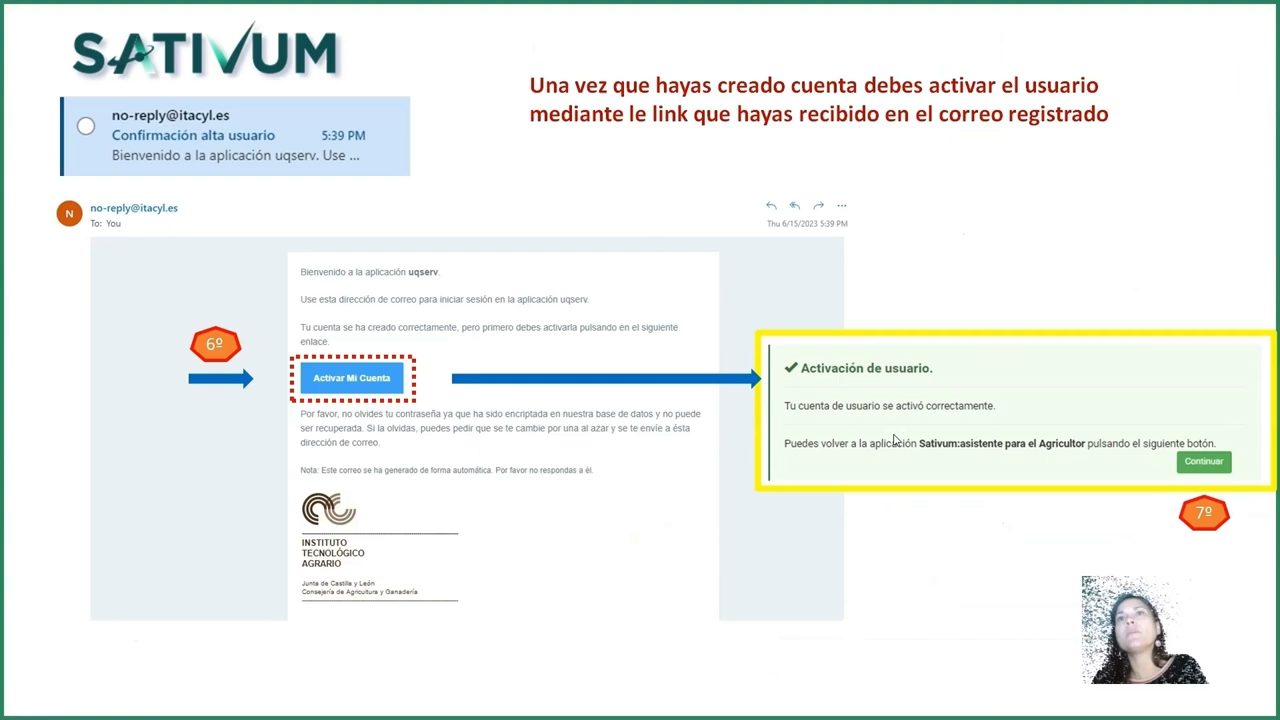 SATIVUM
Una vez que hayas creado cuenta debes activar el usuario
mediante le link que hayas recibido en el correo registrado
no-reply@itacyl.es
Confirmación alta usuario 5:39 PM
Bienvenido a la aplicación uqserv. Use ...
N
no-reply@itacyl.es
To: You
Thu 6/15/2023 5:39 PM
Bienvenido a la aplicación uqserv.
Use esta dirección de correo para iniciar sesión en la aplicación uqserv.
Tu cuenta se ha creado correctamente, pero primero debes activarla pulsando en el siguiente
enlace.
6º
Activar Mi Cuenta
Por favor, no olvides tu contraseña ya que ha sido encriptada en nuestra base de datos y no puede
ser recuperada. Si la olvidas, puedes pedir que se te cambie por una al azar y se te envíe a ésta
dirección de correo.
Nota: Este correo se ha generado de forma automática. Por favor no respondas a él.
INSTITUTO
TECNOLÓGICO
AGRARIO
Junta de Castilla y León
Consejería de Agricultura y Ganadería
Activación de usuario.
Tu cuenta de usuario se activó correctamente.
Puedes volver a la aplicación Sativum:asistente para el Agricultor pulsando el siguiente botón.
Continuar
7º